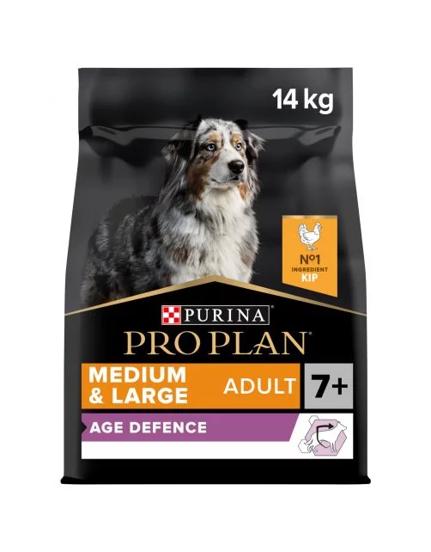 14 kg
Nº1
INGREDIENT
KIP
PURINA
PRO PLAN
MEDIUM
& LARGE
ADULT
7+
AGE DEFENCE